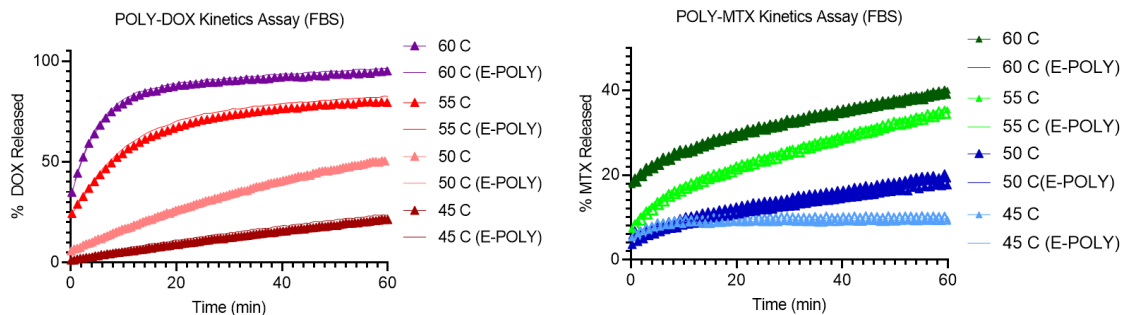 POLY-DOX Kinetics Assay (FBS)
% DOX Released
100
50
0
0
20
40
60
Time (min)
60 C
60 C (E-POLY)
55 C
55 C (E-POLY)
50 C
50 C (E-POLY)
45 C
45 C (E-POLY)
POLY-MTX Kinetics Assay (FBS)
% MTX Released
40
20
0
0
20
40
60
Time (min)
60 C
60 C (E-POLY)
55 C
55 C (E-POLY)
50 C
50 C(E-POLY)
45 C
45 C (E-POLY)